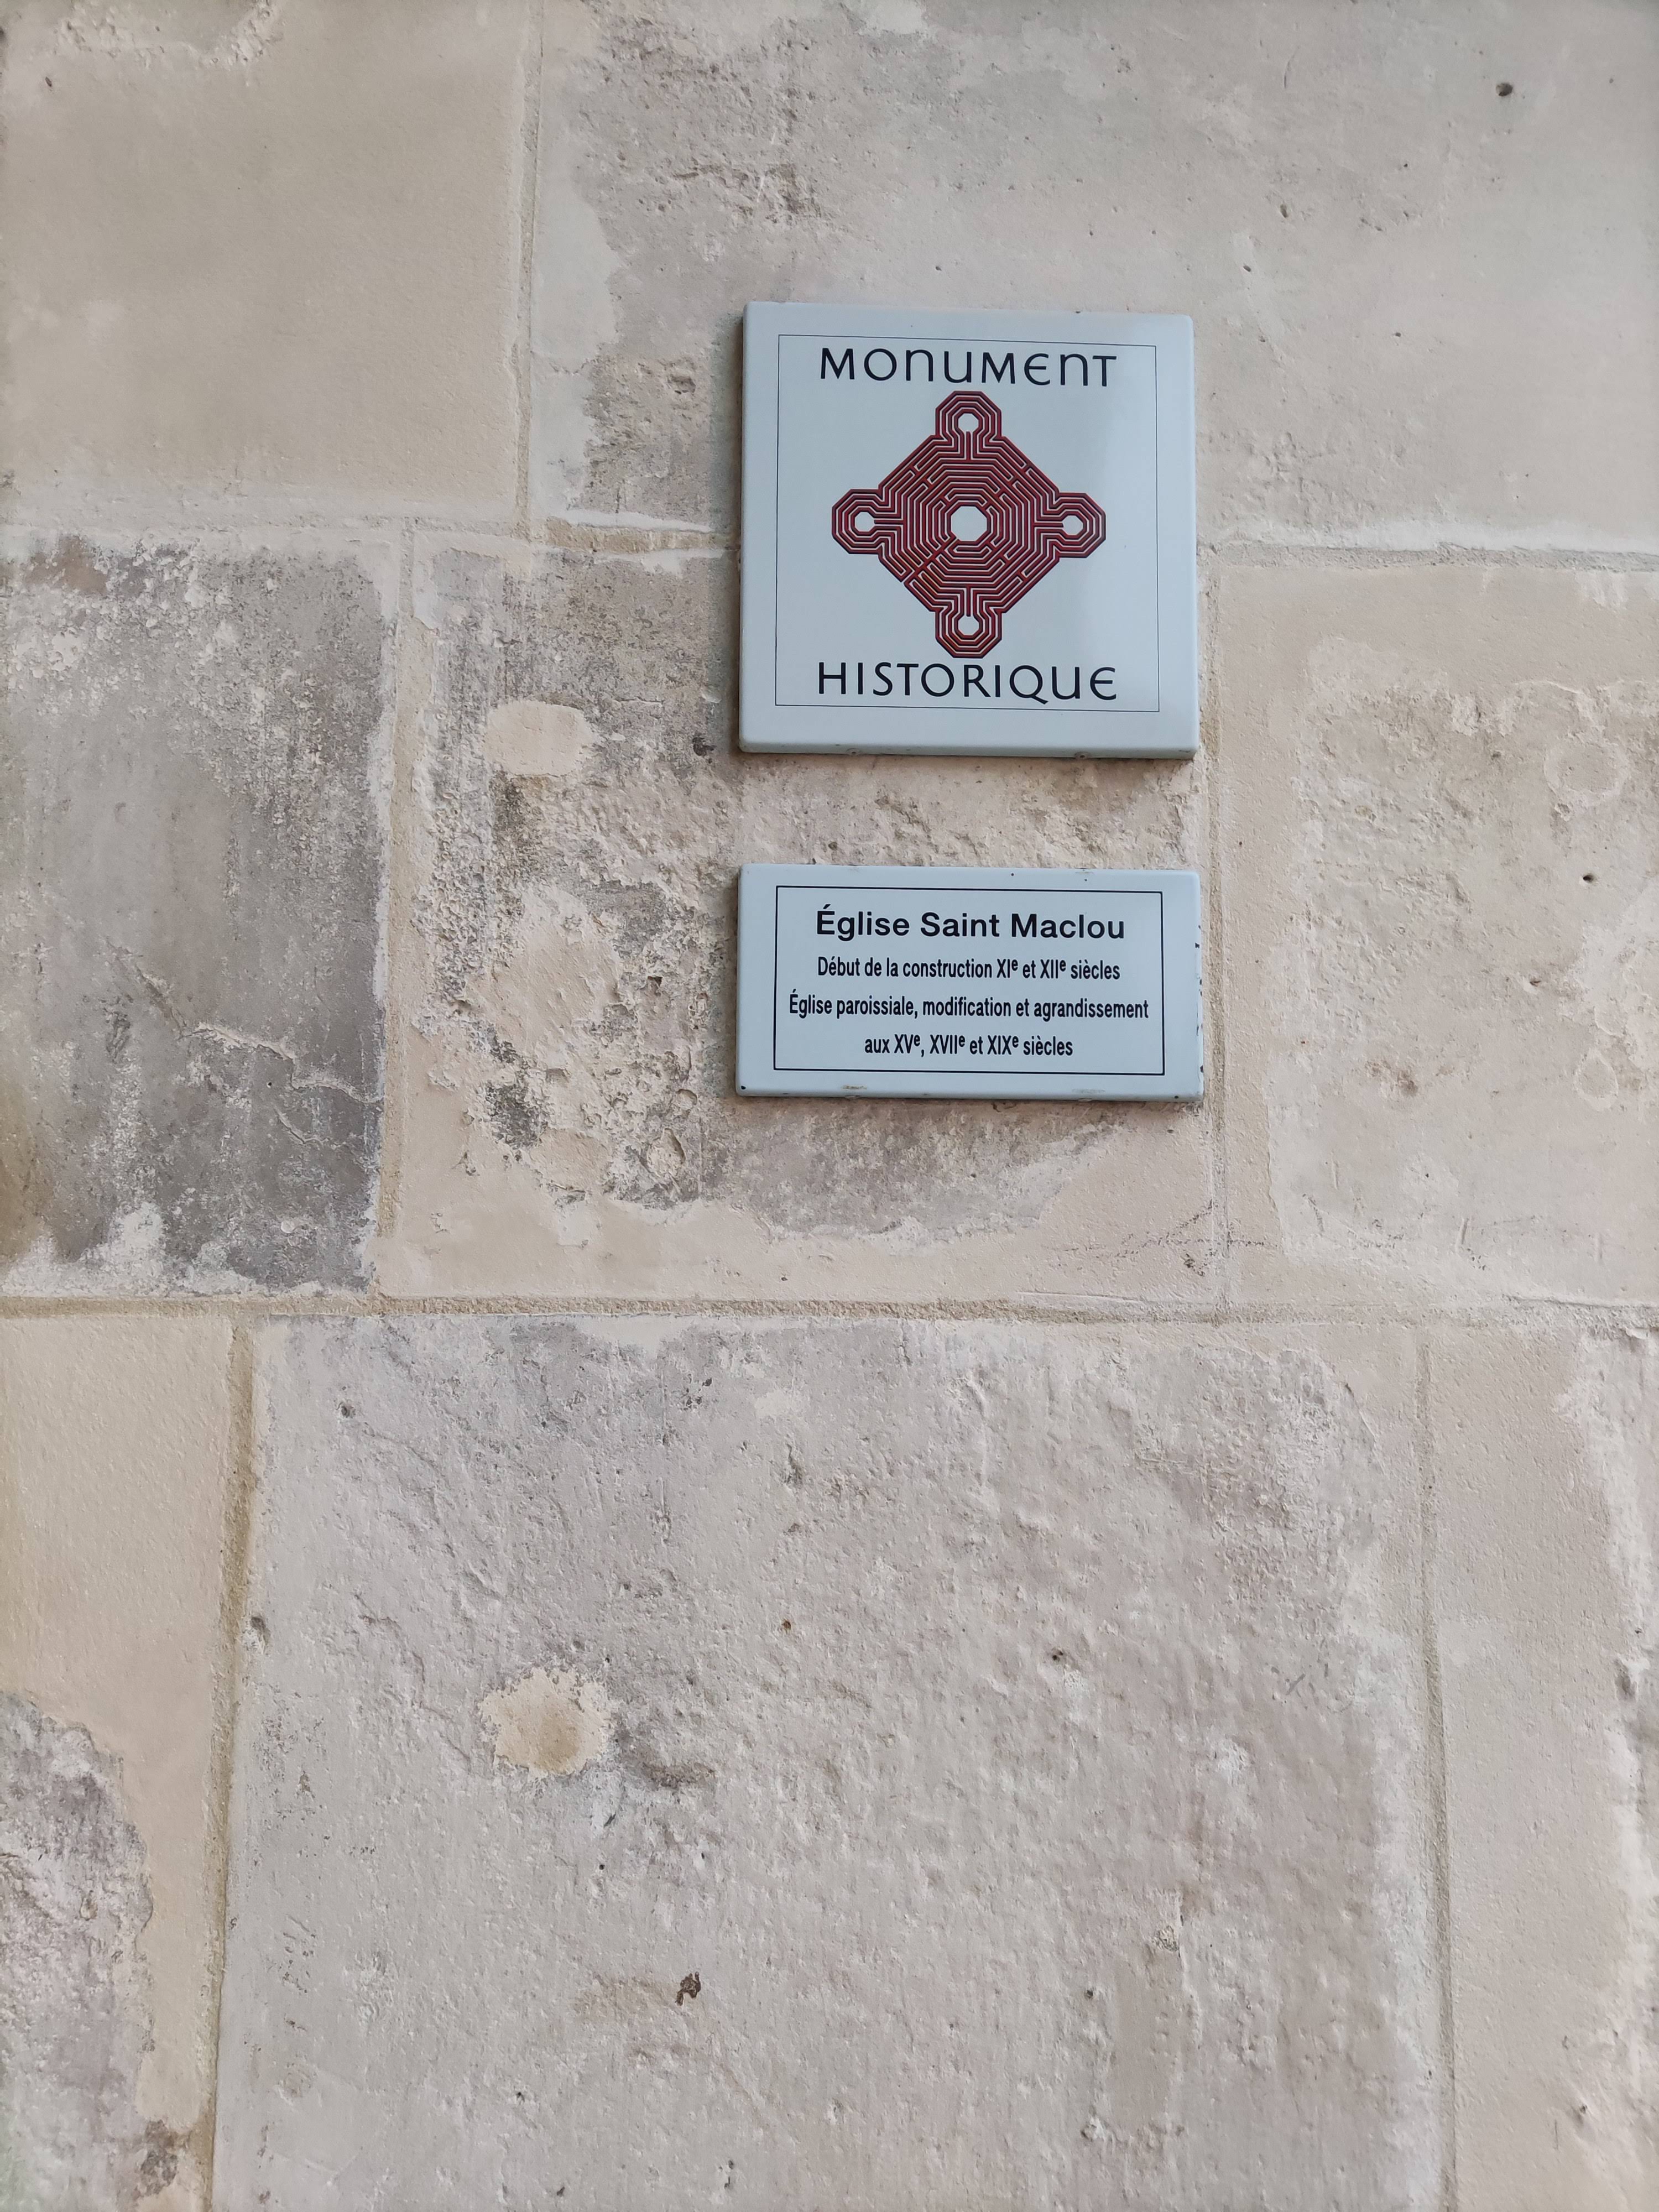 MONUMENT
HISTORIQUE
Église Saint Maclou
Début de la construction XIe et XIIe siècles
Église paroissiale, modification et agrandissement
aux XVe, XVIIe et XIXe siècles